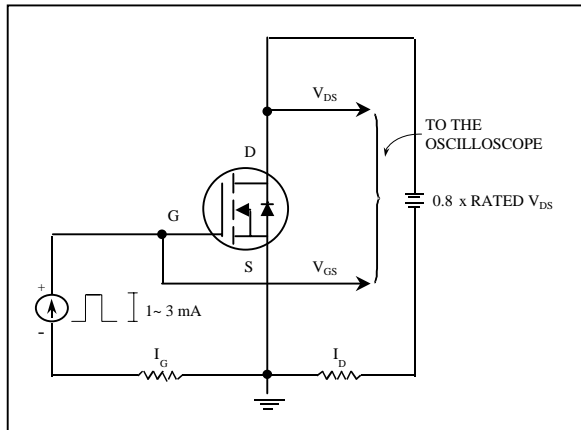 V_DS
TO THE
OSCILLOSCOPE
D
0.8 x RATED V_DS
G
S
V_GS
+
1~ 3 mA
-
I_G
I_D